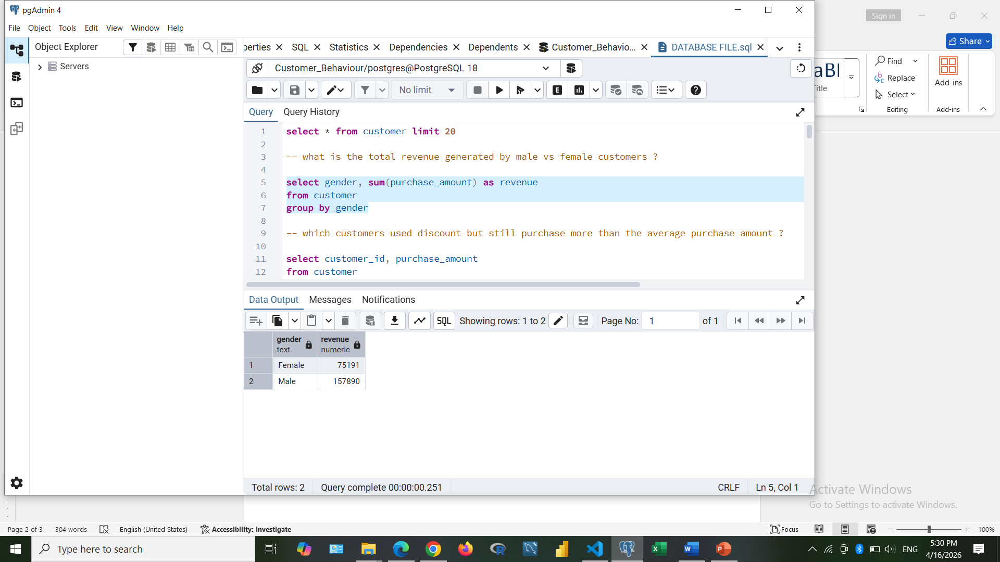 pgAdmin 4
File Object Tools Edit View Window Help
Object Explorer
Servers
perties SQL Statistics Dependencies Dependents Customer_Behavio... DATABASE FILE.sql
Customer_Behaviour/postgres@PostgreSQL 18
No limit
E
Query Query History
1 select * from customer limit 20
2
3 -- what is the total revenue generated by male vs female customers ?
4
5 select gender, sum(purchase_amount) as revenue
6 from customer
7 group by gender
8
9 -- which customers used discount but still purchase more than the average purchase amount ?
10
11 select customer_id, purchase_amount
12 from customer
Data Output Messages Notifications
SQL Showing rows: 1 to 2 Page No: 1 of 1
gender text revenue numeric
1 Female 75191
2 Male 157890
Total rows: 2 Query complete 00:00:00.251 CRLF Ln 5, Col 1
Sign in
Share
aBl
itle
Find
Replace
Select
Editing
Add-ins
Add-ins
Activate Windows
Go to Settings to activate Windows.
Page 2 of 3 304 words English (United States) Accessibility: Investigate Focus 100%
Type here to search
ENG
5:30 PM
4/16/2026